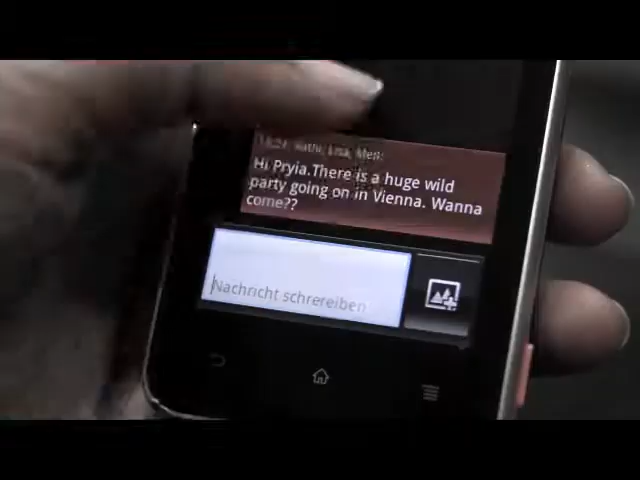 Hi Pryia.There is a huge wild
party going on in Vienna. Wanna
come??
Nachricht schrereiben